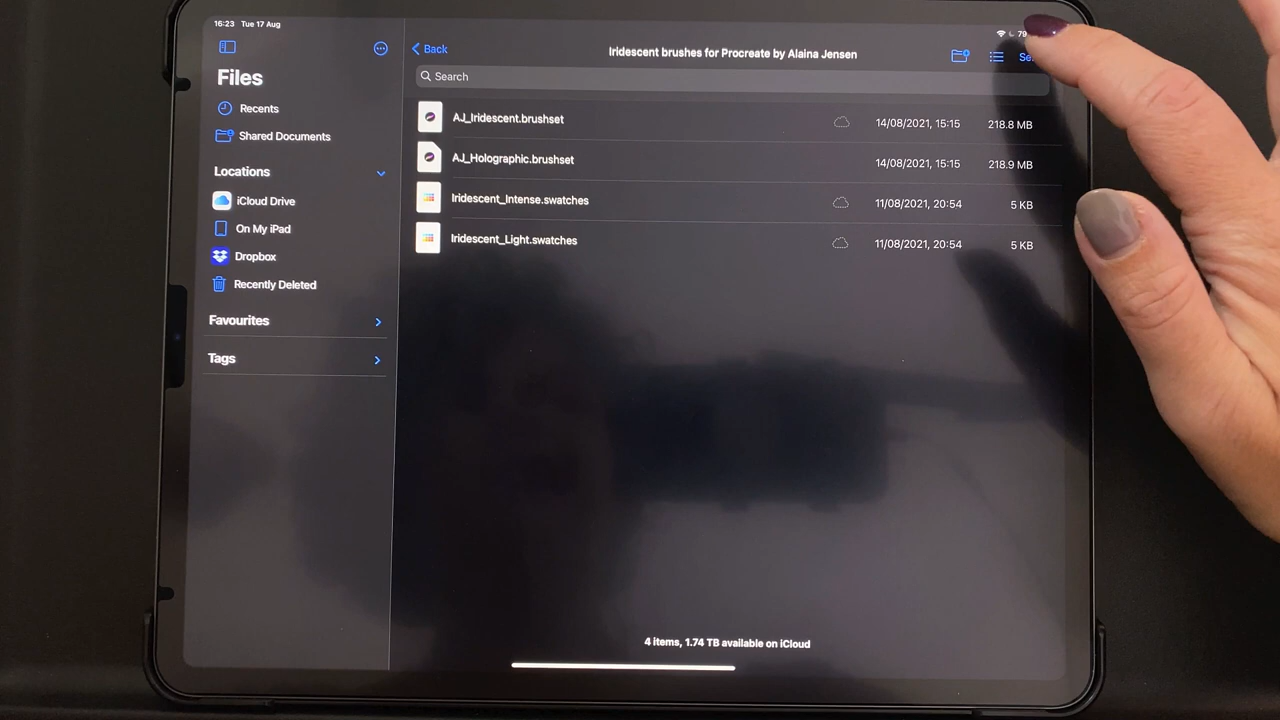 16:23 Tue 17 Aug
79
Files
Recents
Shared Documents
Locations
iCloud Drive
On My iPad
Dropbox
Recently Deleted
Favourites
Tags
Back
Iridescent brushes for Procreate by Alaina Jensen
Search
AJ_Iridescent.brushset 14/08/2021, 15:15 218.8 MB
AJ_Holographic.brushset 14/08/2021, 15:15 218.9 MB
Iridescent_Intense.swatches 11/08/2021, 20:54 5 KB
Iridescent_Light.swatches 11/08/2021, 20:54 5 KB
4 items, 1.74 TB available on iCloud